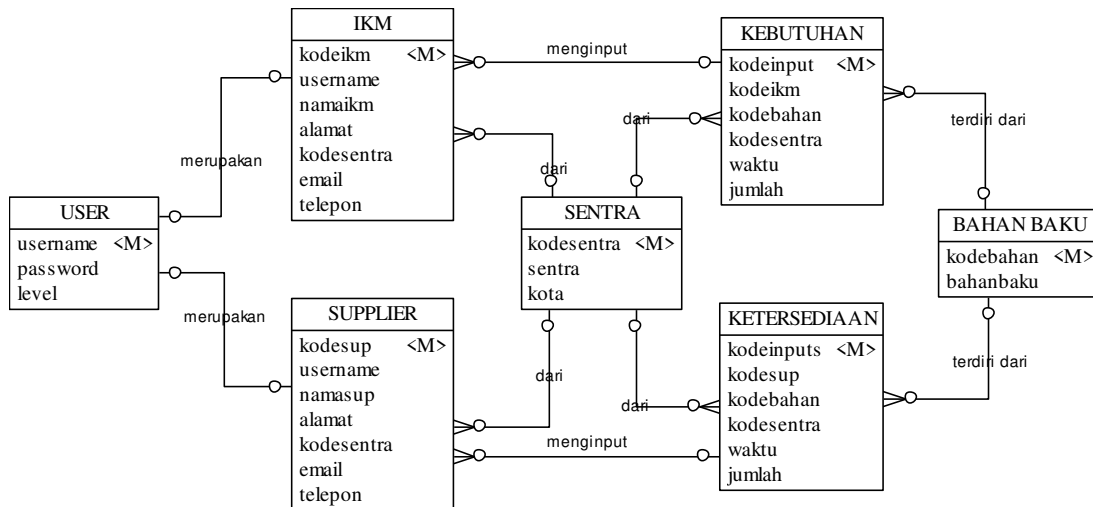 IKM
kodeikm <M>
username
namaikm
alamat
kodesentra
email
telepon
KEBUTUHAN
kodeinput <M>
kodeikm
kodebahan
kodesentra
waktu
jumlah
menginput
dari
dari
terdiri dari
merupakan
USER
username <M>
password
level
SENTRA
kodesentra <M>
sentra
kota
BAHAN BAKU
kodebahan <M>
bahanbaku
merupakan
SUPPLIER
kodesup <M>
username
namasup
alamat
kodesentra
email
telepon
KETERSEDIAAN
kodeinputs <M>
kodesup
kodebahan
kodesentra
waktu
jumlah
dari
dari
terdiri dari
menginput